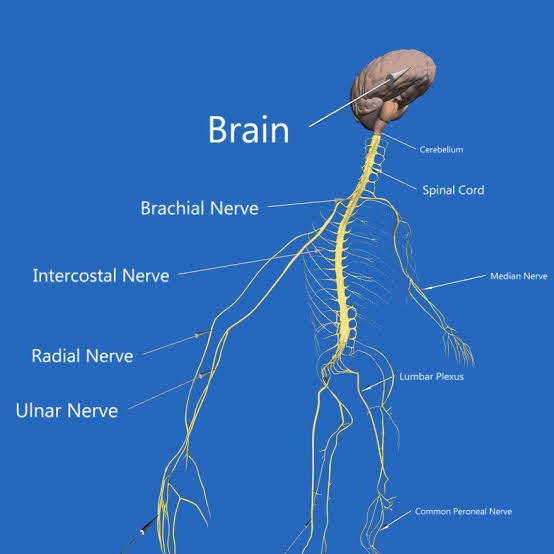 Brain
Cerebellum
Spinal Cord
Brachial Nerve
Intercostal Nerve
Median Nerve
Radial Nerve
Lumbar Plexus
Ulnar Nerve
Common Peroneal Nerve